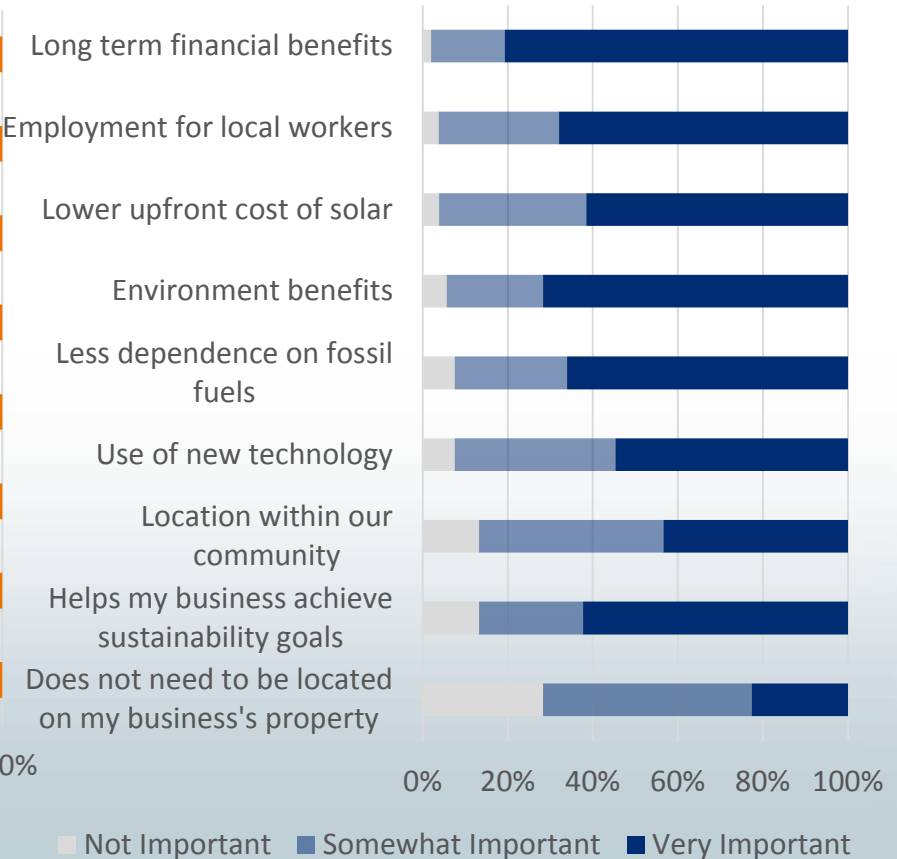 Long term financial benefits
Employment for local workers
Lower upfront cost of solar
Environment benefits
Less dependence on fossil
fuels
Use of new technology
Location within our
community
Helps my business achieve
sustainability goals
Does not need to be located
on my business's property
0%
0% 20% 40% 60% 80% 100%
Not Important Somewhat Important Very Important